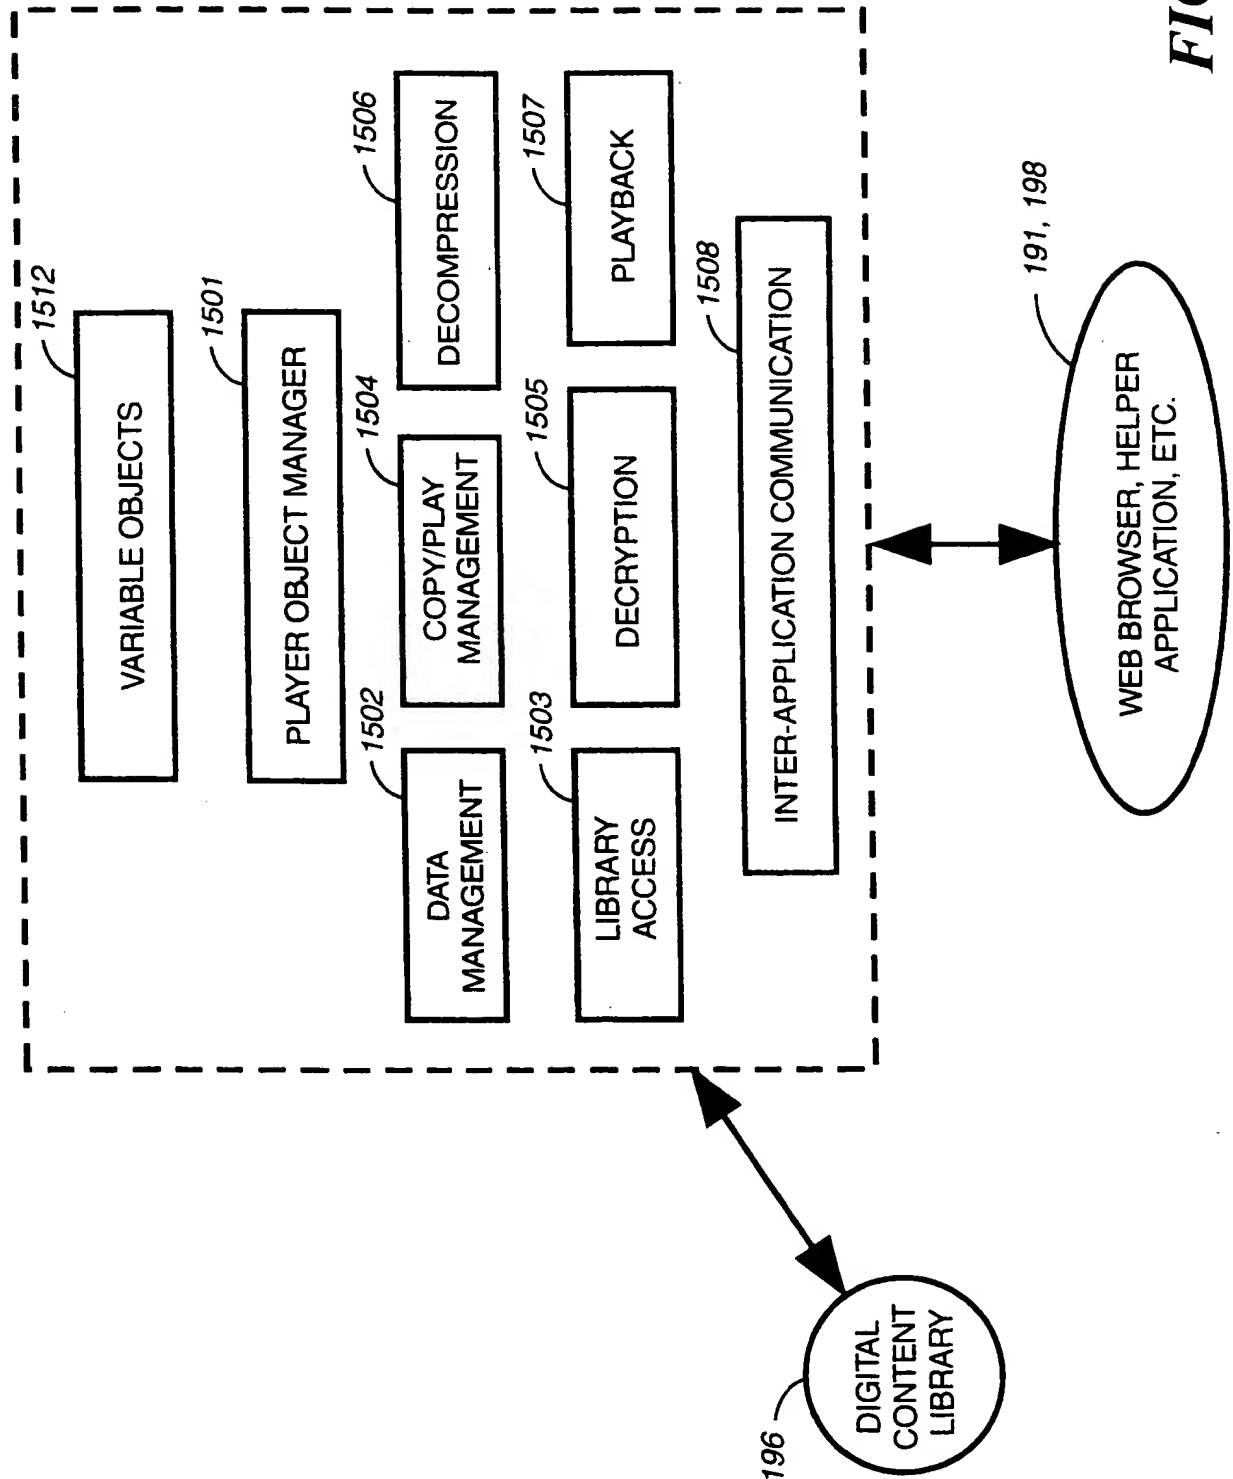 1512
VARIABLE OBJECTS
1501
PLAYER OBJECT MANAGER
1502
DATA
MANAGEMENT
1504
COPY/PLAY
MANAGEMENT
1506
DECOMPRESSION
1503
LIBRARY
ACCESS
1505
DECRYPTION
1507
PLAYBACK
1508
INTER-APPLICATION COMMUNICATION
196
DIGITAL
CONTENT
LIBRARY
191, 198
WEB BROWSER, HELPER
APPLICATION, ETC.